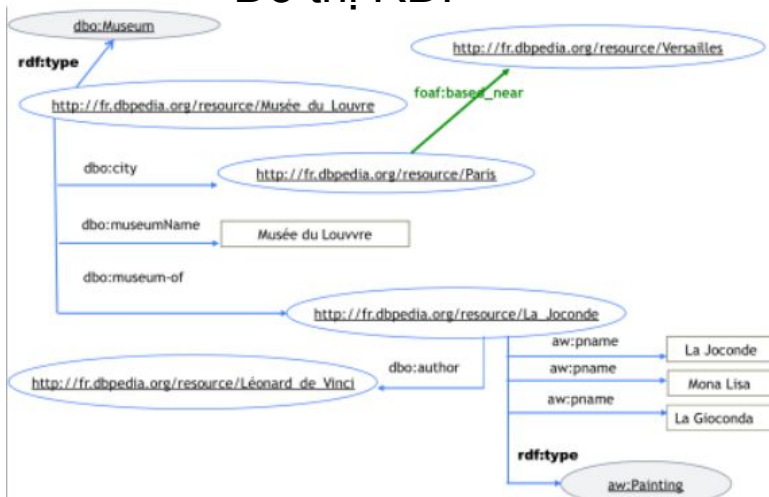 Đồ thị RDF
dbo:Museum
rdf:type
http://fr.dbpedia.org/resource/Versailles
http://fr.dbpedia.org/resource/Musée_du_Louvre
foaf:based_near
dbo:city
http://fr.dbpedia.org/resource/Paris
dbo:museumName
Musée du Louvvre
dbo:museum-of
http://fr.dbpedia.org/resource/La_Joconde
aw:pname
La Joconde
dbo:author
aw:pname
Mona Lisa
http://fr.dbpedia.org/resource/Léonard_de_Vinci
aw:pname
La Gioconda
rdf:type
aw:Painting